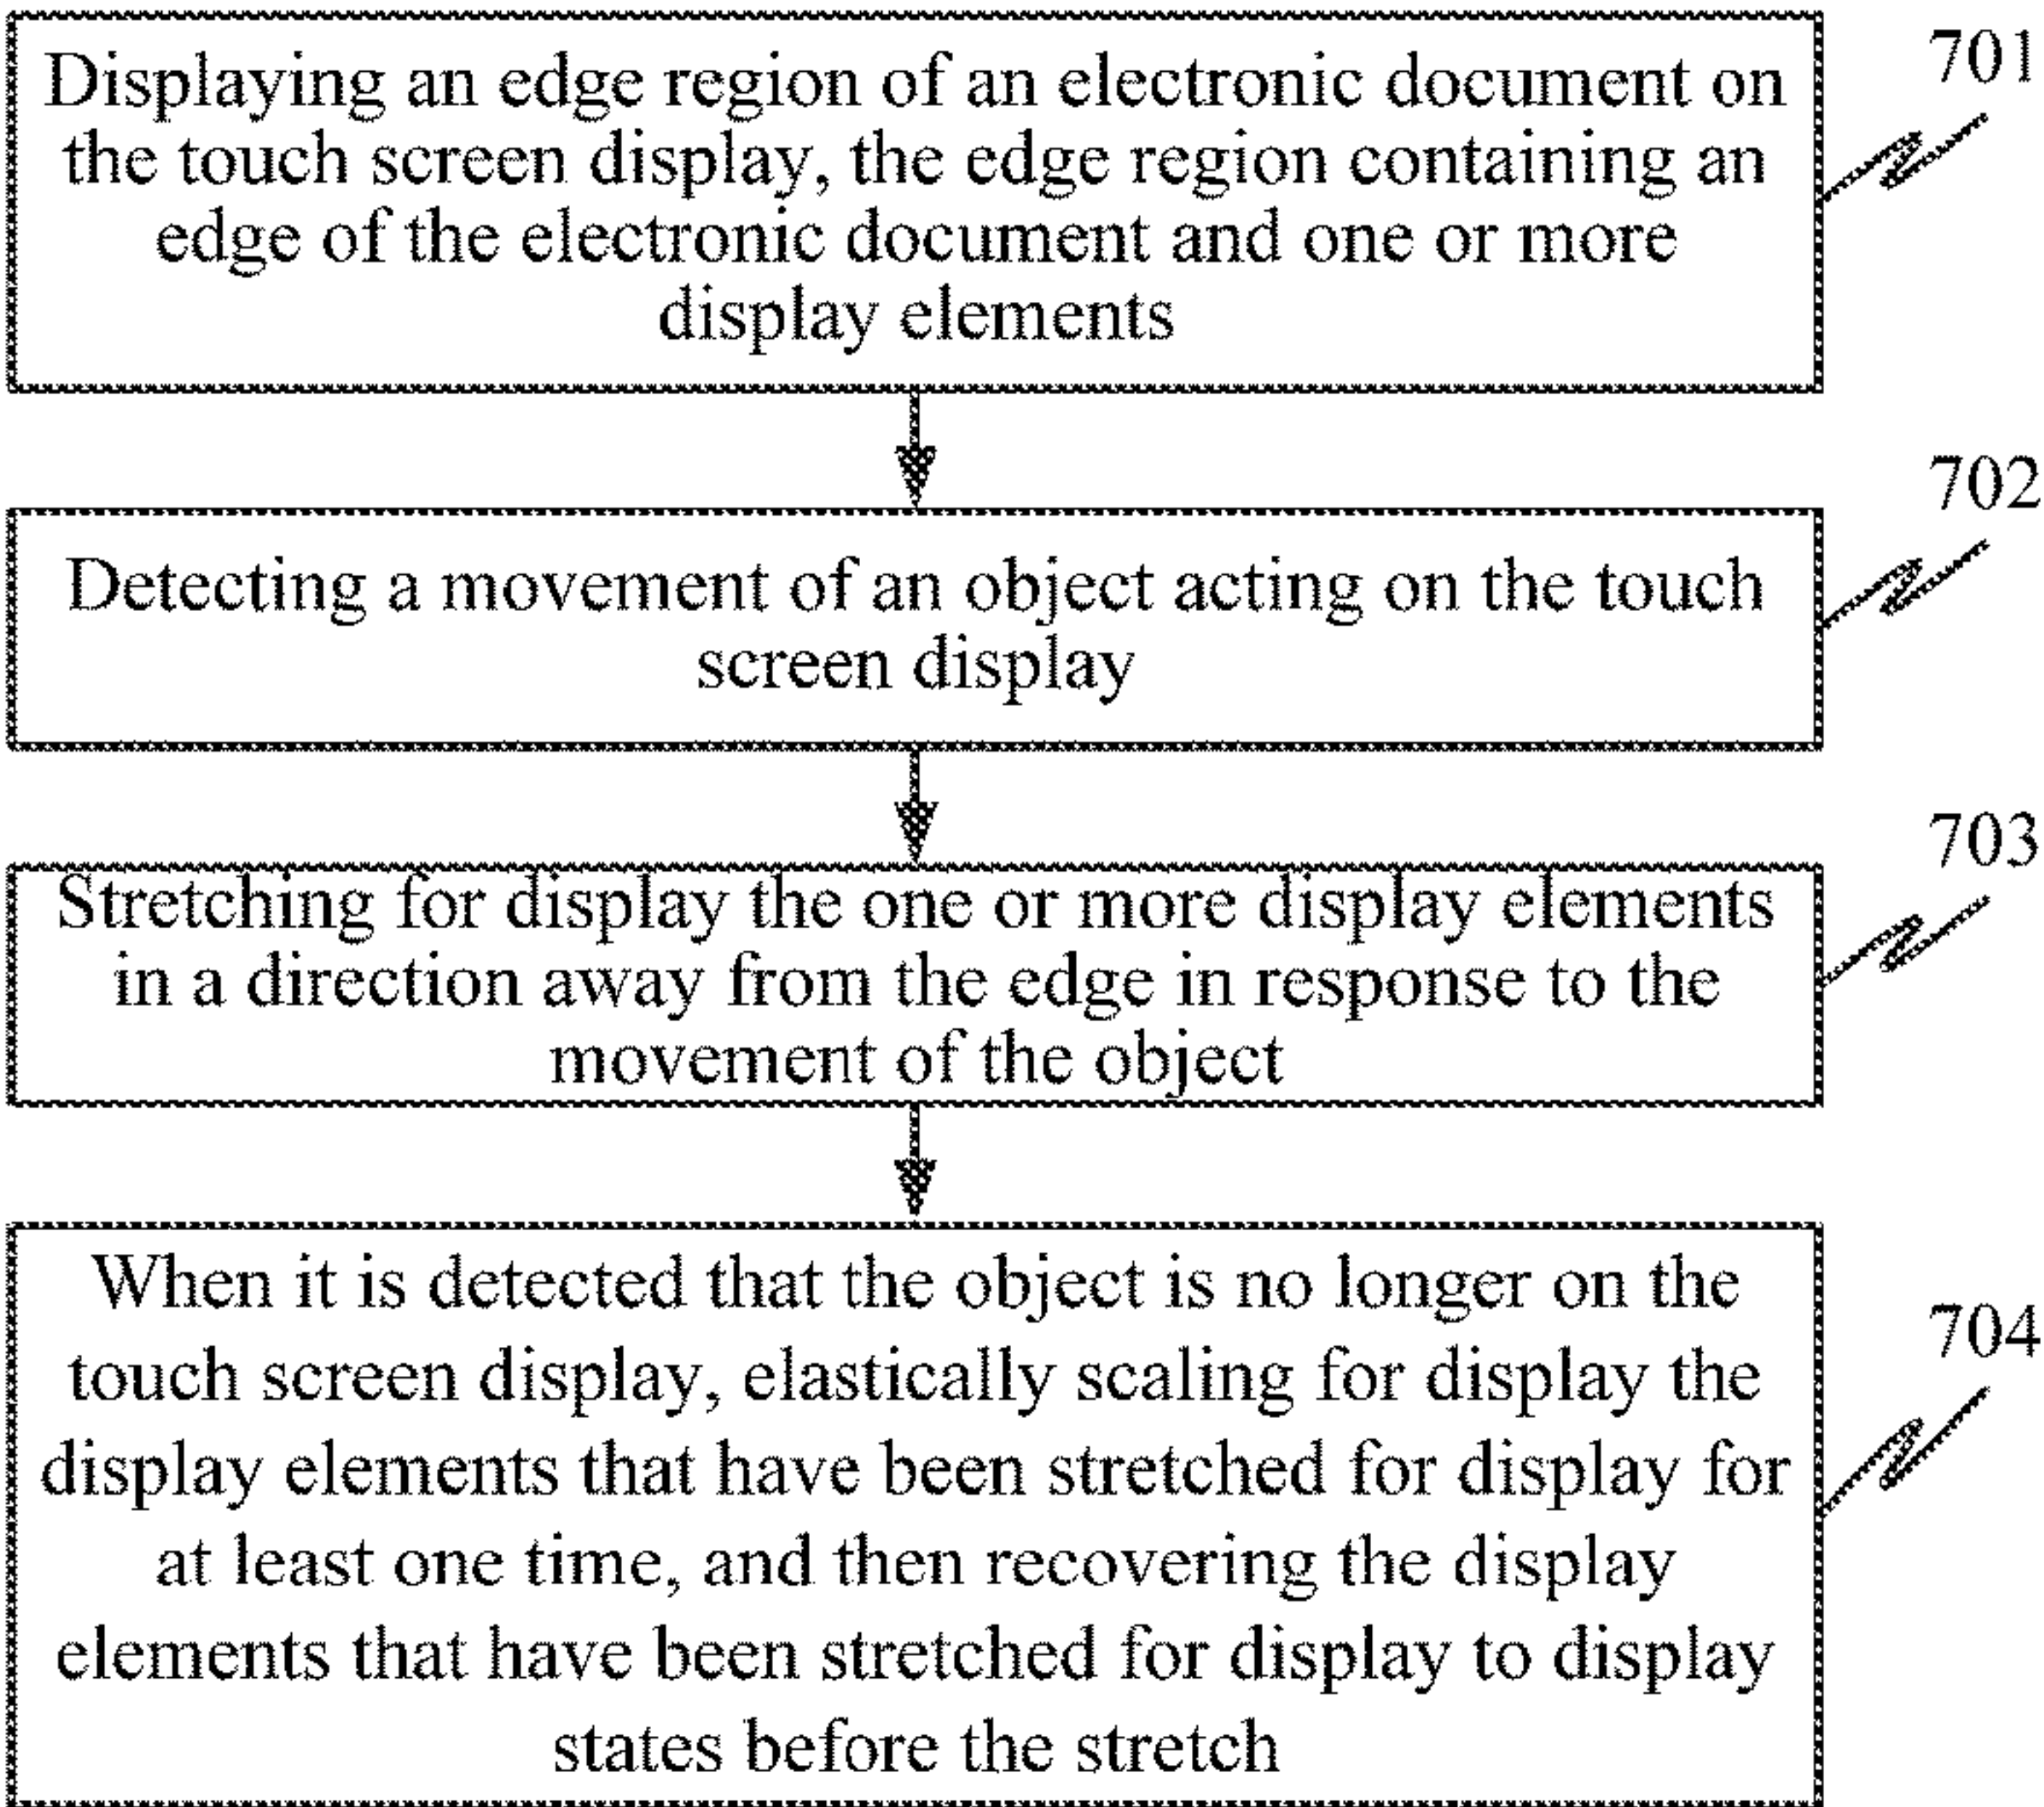 Displaying an edge region of an electronic document on
the touch screen display, the edge region containing an
edge of the electronic document and one or more
display elements
701
Detecting a movement of an object acting on the touch
screen display
702
Stretching for display the one or more display elements
in a direction away from the edge in response to the
movement of the object
703
When it is detected that the object is no longer on the
touch screen display, elastically scaling for display the
display elements that have been stretched for display for
at least one time, and then recovering the display
elements that have been stretched for display to display
states before the stretch
704